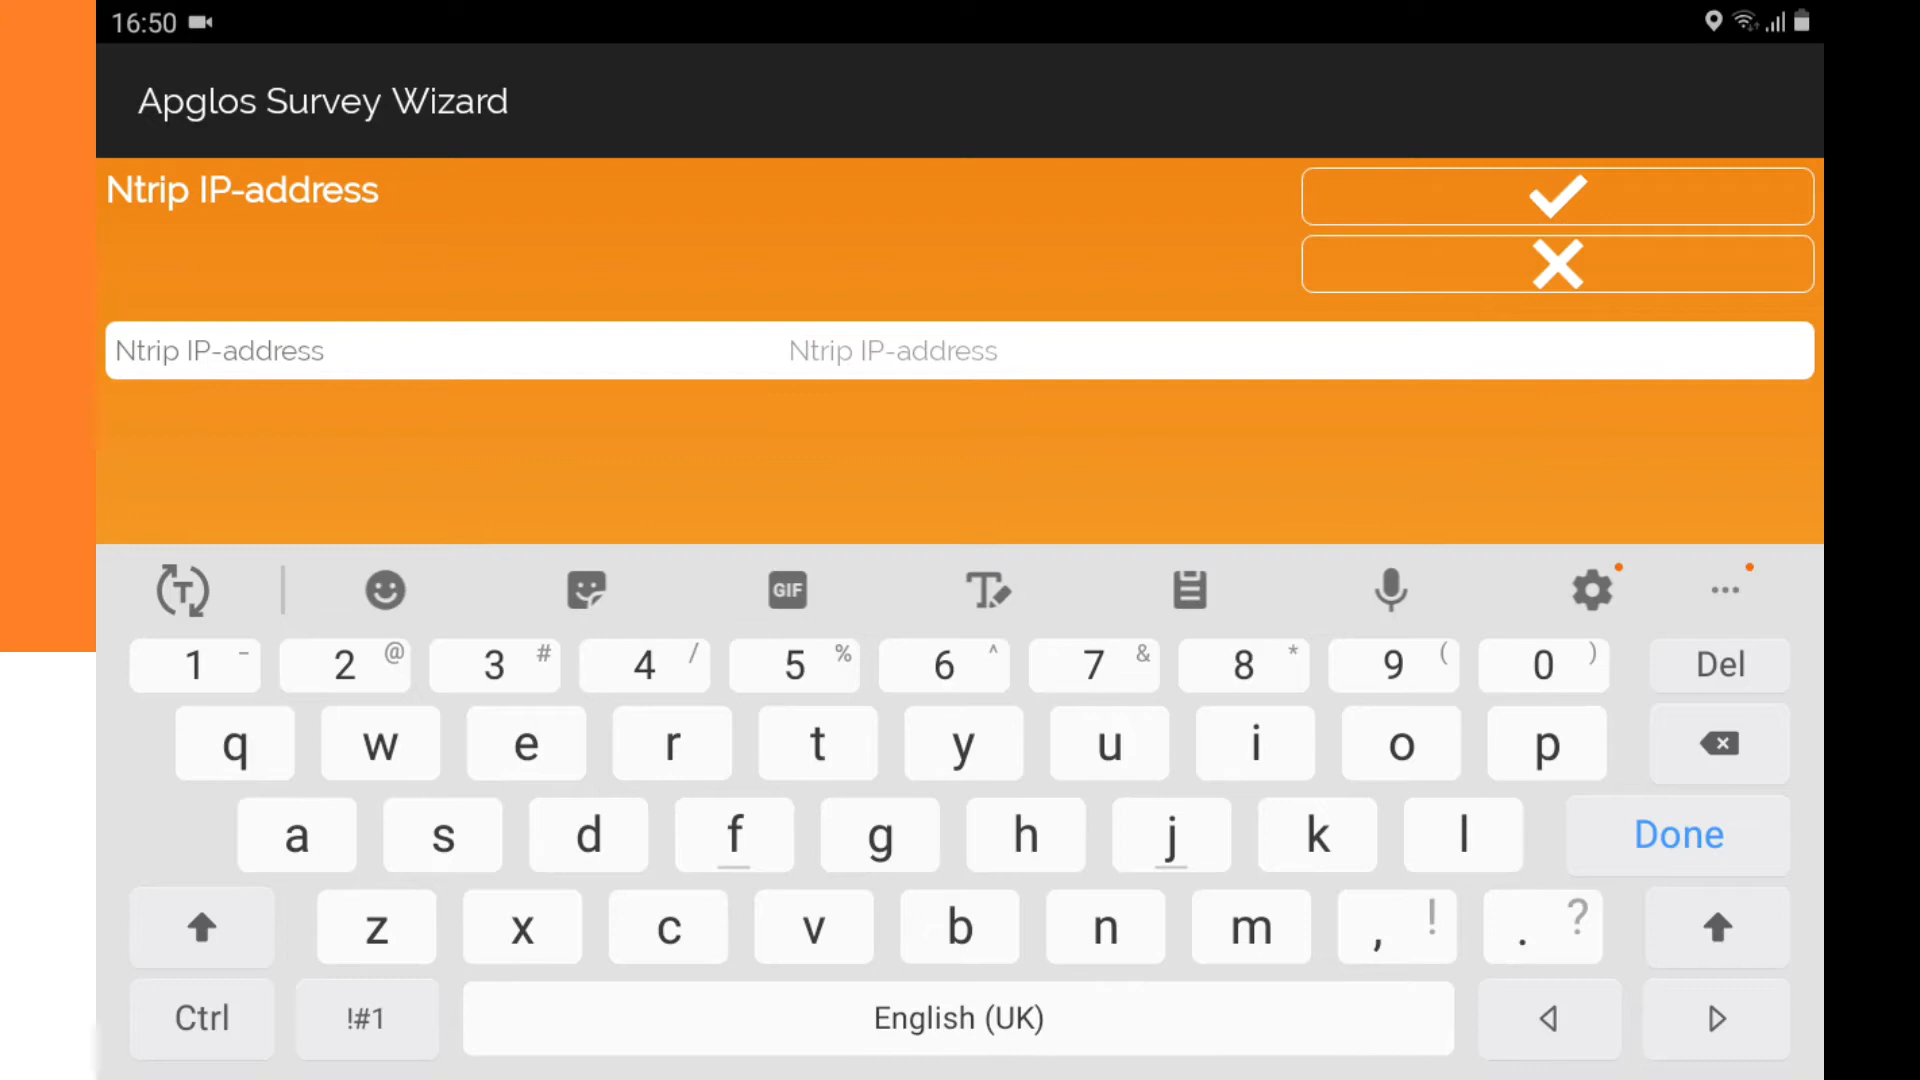 16:50
Apglos Survey Wizard
Ntrip IP-address
Ntrip IP-address Ntrip IP-address
T GIF T
1 - 2 @ 3 # 4 / 5 % 6 ^ 7 & 8 * 9 ( 0 ) Del
q w e r t y u i o p
a s d f g h j k l Done
z x c v b n m , ! . ?
Ctrl !#1 English (UK)